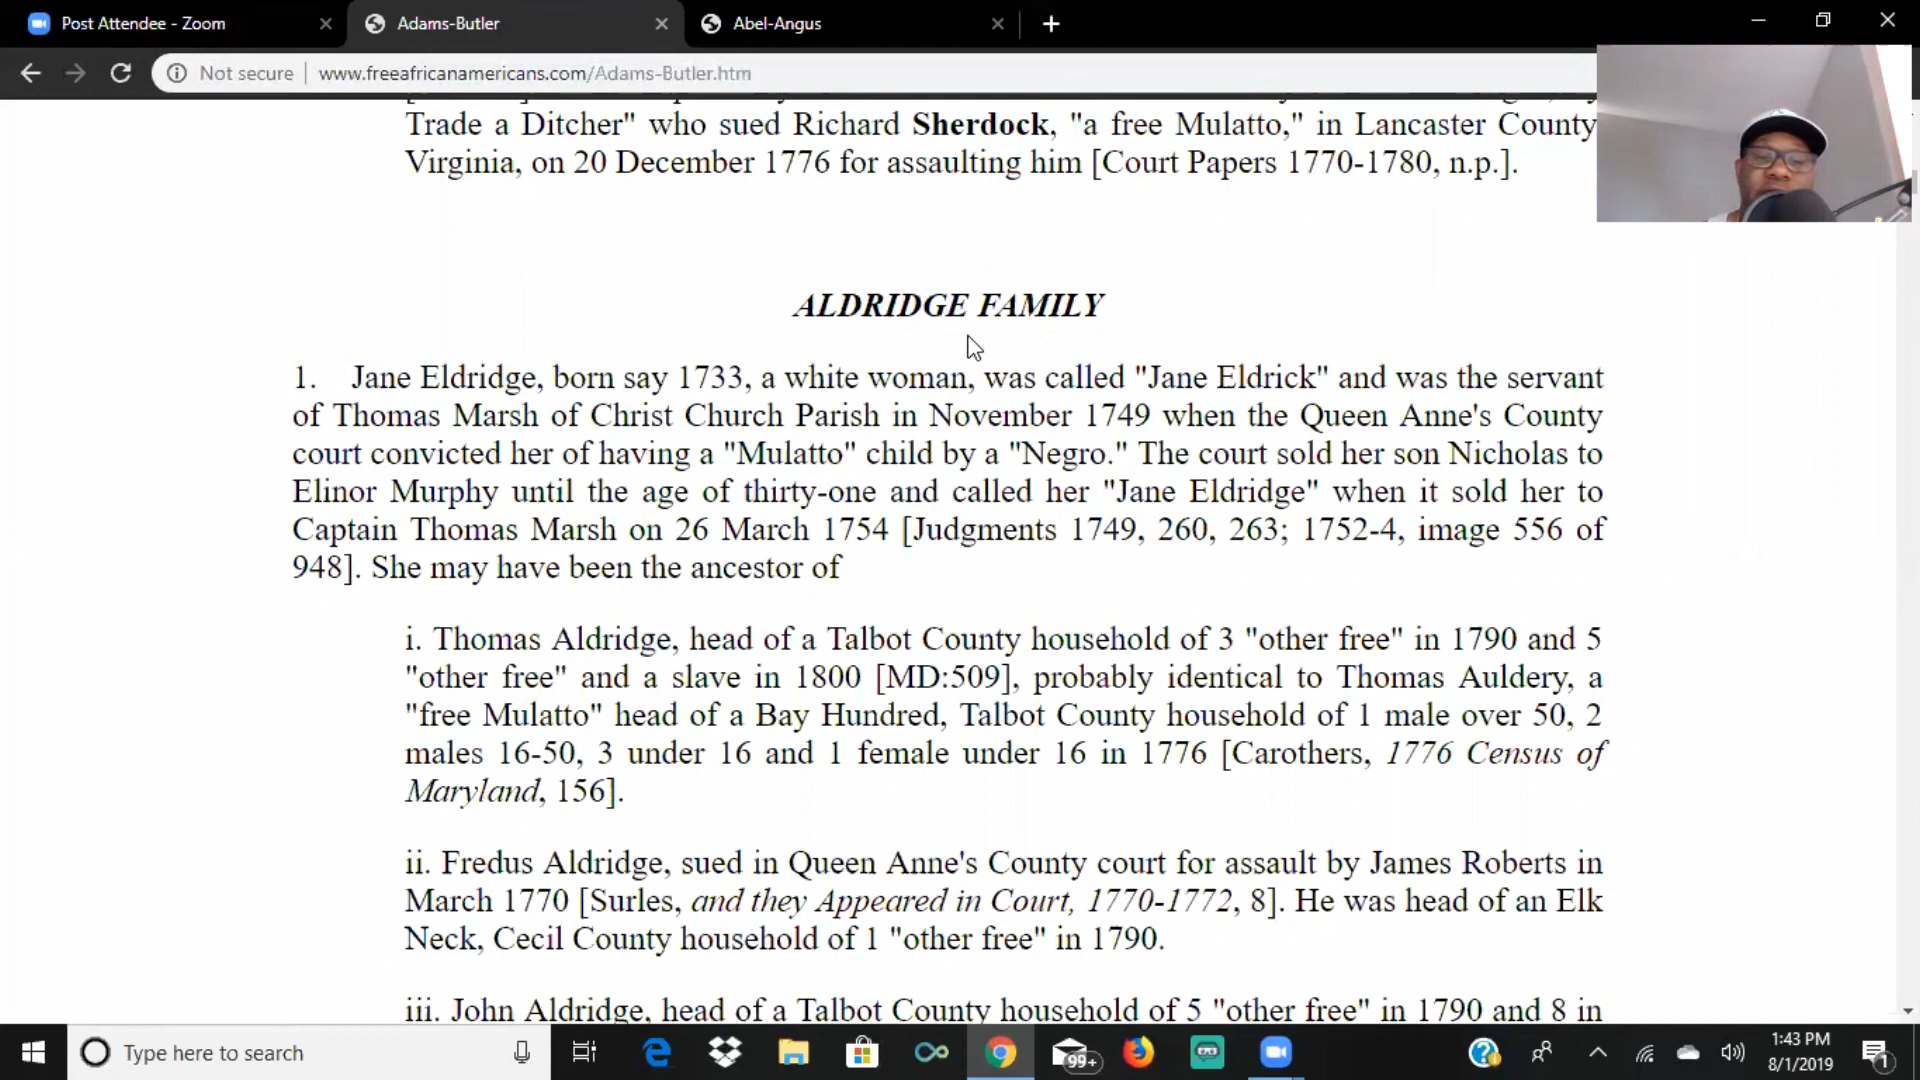 Post Attendee - Zoom
Adams-Butler
Abel-Angus
Not secure
www.freeafricanamericans.com/Adams-Butler.htm
Trade a Ditcher" who sued Richard Sherdock, "a free Mulatto," in Lancaster County
Virginia, on 20 December 1776 for assaulting him [Court Papers 1770-1780, n.p.].
ALDRIDGE FAMILY
1. Jane Eldridge, born say 1733, a white woman, was called "Jane Eldrick" and was the servant
of Thomas Marsh of Christ Church Parish in November 1749 when the Queen Anne's County
court convicted her of having a "Mulatto" child by a "Negro." The court sold her son Nicholas to
Elinor Murphy until the age of thirty-one and called her "Jane Eldridge" when it sold her to
Captain Thomas Marsh on 26 March 1754 [Judgments 1749, 260, 263; 1752-4, image 556 of
948]. She may have been the ancestor of
i. Thomas Aldridge, head of a Talbot County household of 3 "other free" in 1790 and 5
"other free" and a slave in 1800 [MD:509], probably identical to Thomas Auldery, a
"free Mulatto" head of a Bay Hundred, Talbot County household of 1 male over 50, 2
males 16-50, 3 under 16 and 1 female under 16 in 1776 [Carothers, 1776 Census of
Maryland, 156].
ii. Fredus Aldridge, sued in Queen Anne's County court for assault by James Roberts in
March 1770 [Surles, and they Appeared in Court, 1770-1772, 8]. He was head of an Elk
Neck, Cecil County household of 1 "other free" in 1790.
iii. John Aldridge, head of a Talbot County household of 5 "other free" in 1790 and 8 in
Type here to search
99+
1:43 PM
8/1/2019
1